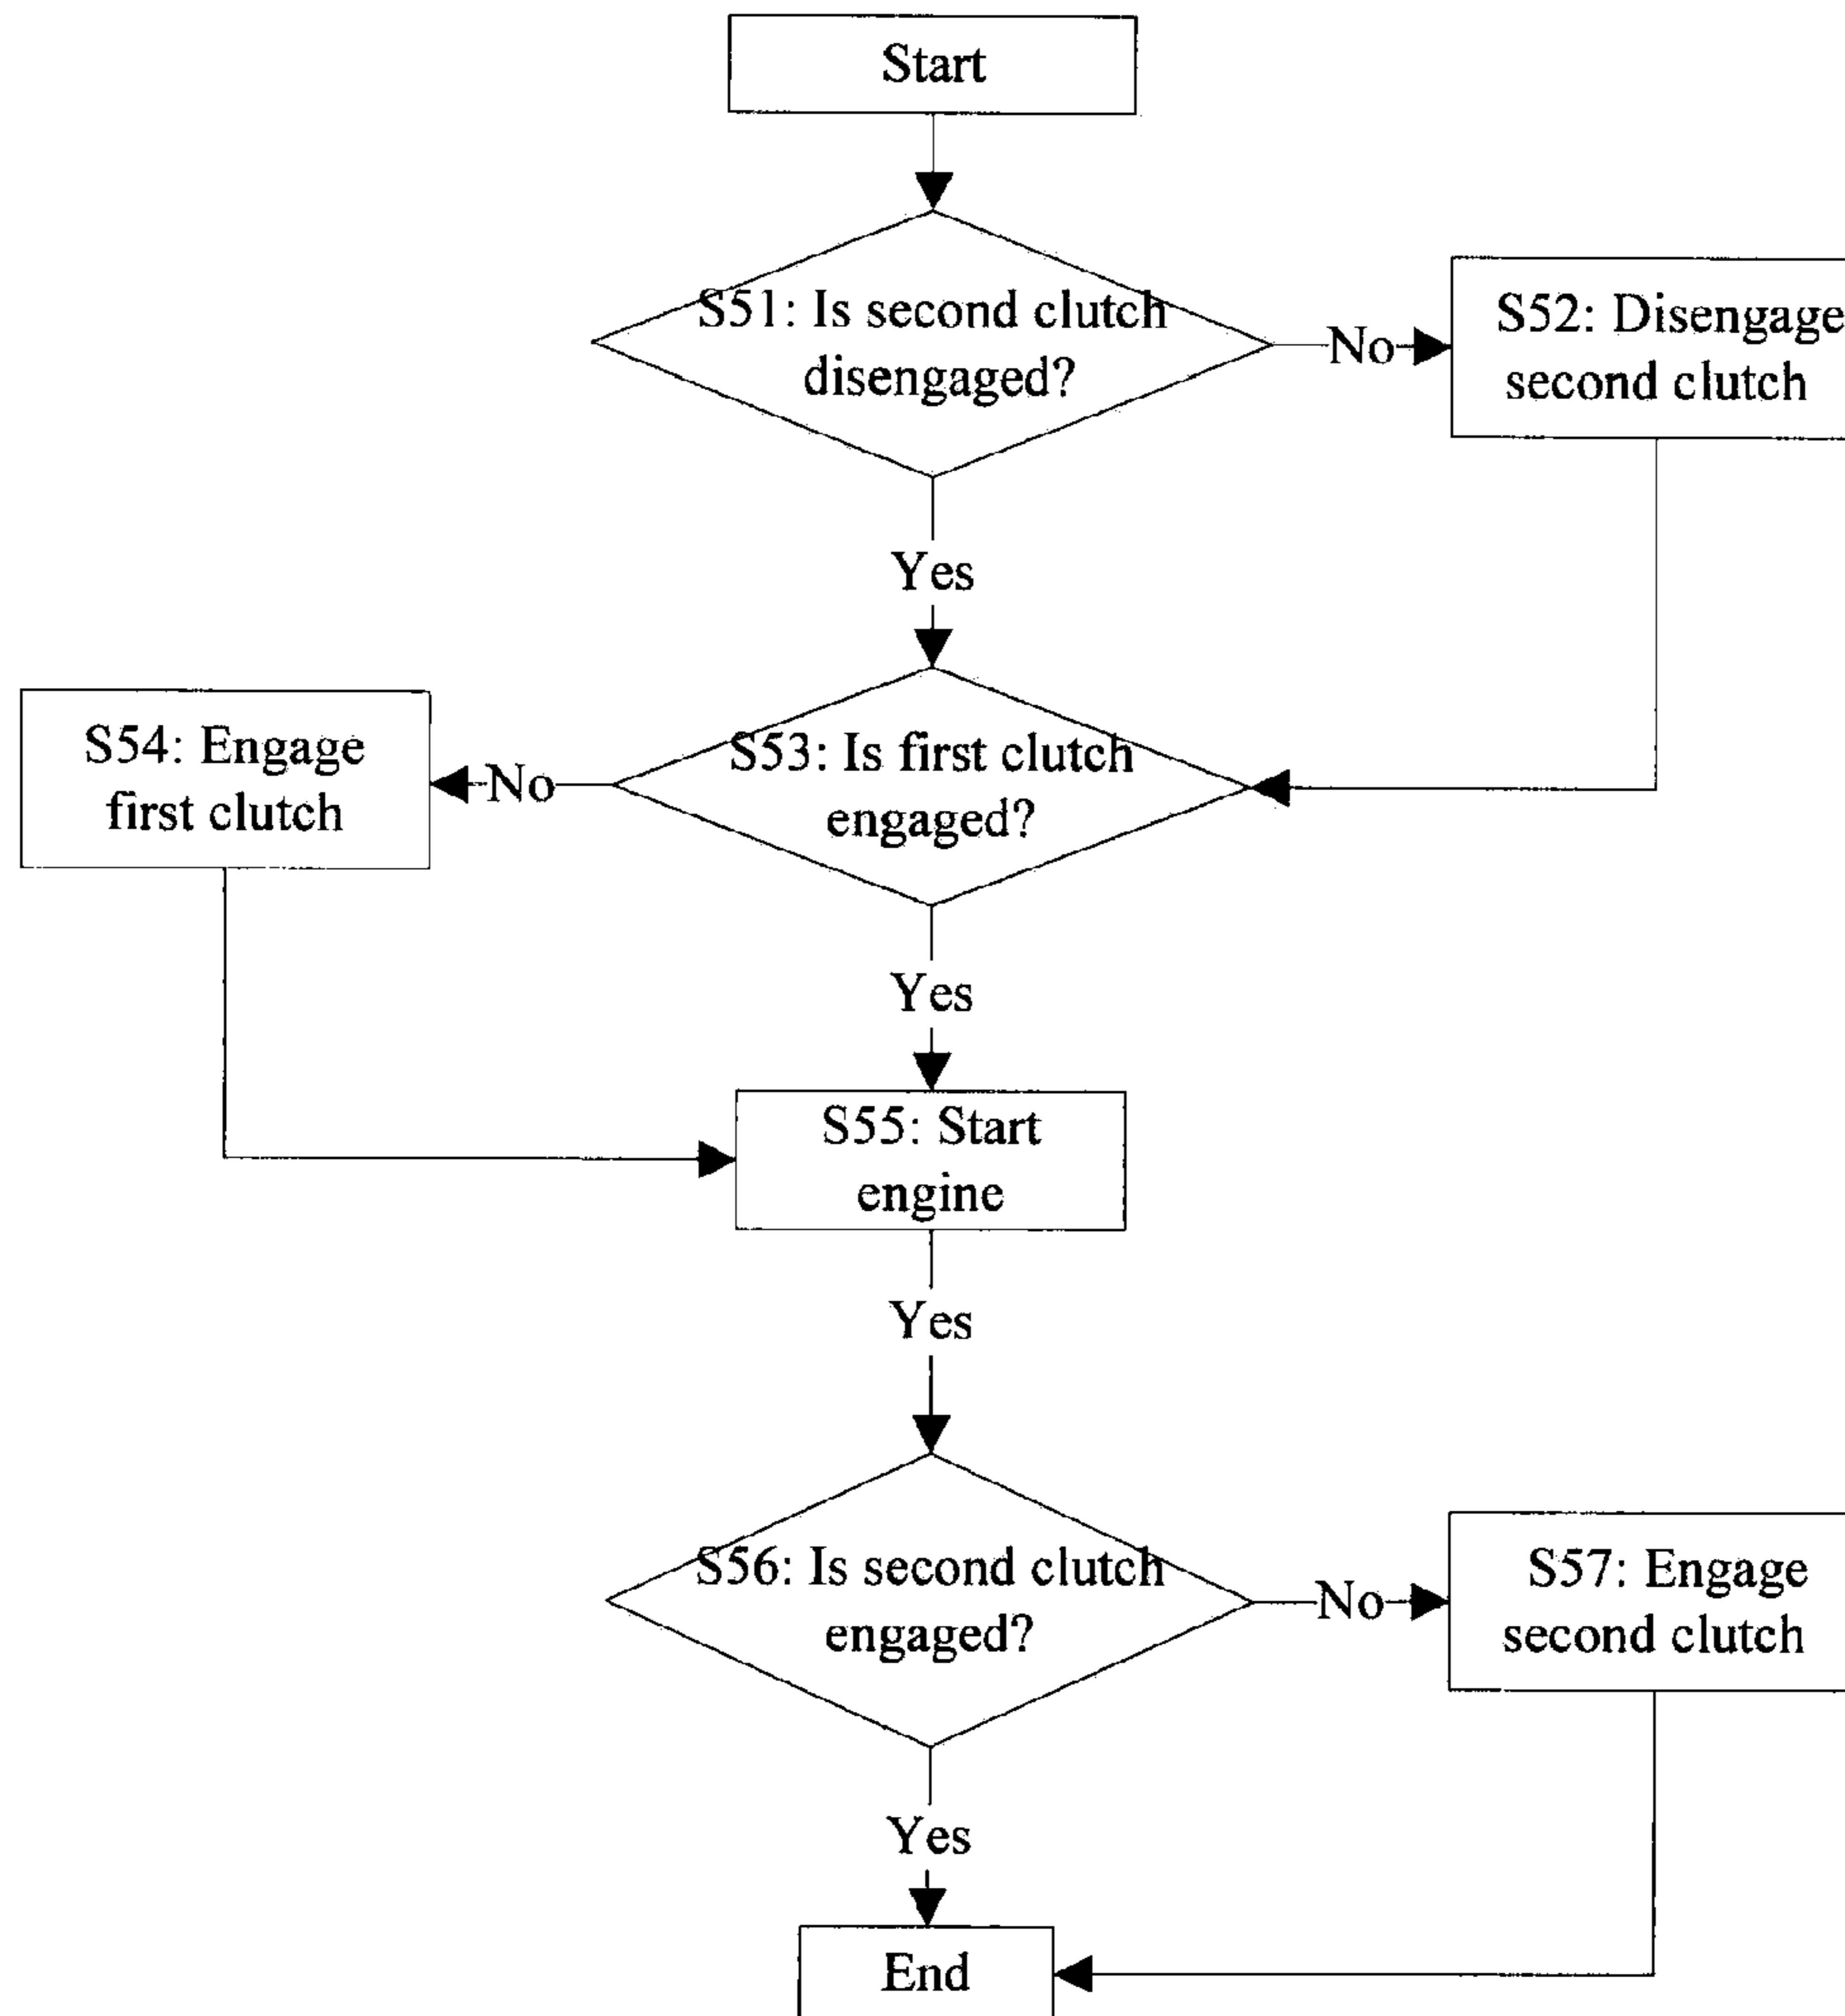 Start
S51: Is second clutch
disengaged?
No
S52: Disengage
second clutch
Yes
S54: Engage
first clutch
No
S53: Is first clutch
engaged?
Yes
S55: Start
engine
Yes
S56: Is second clutch
engaged?
No
S57: Engage
second clutch
Yes
End